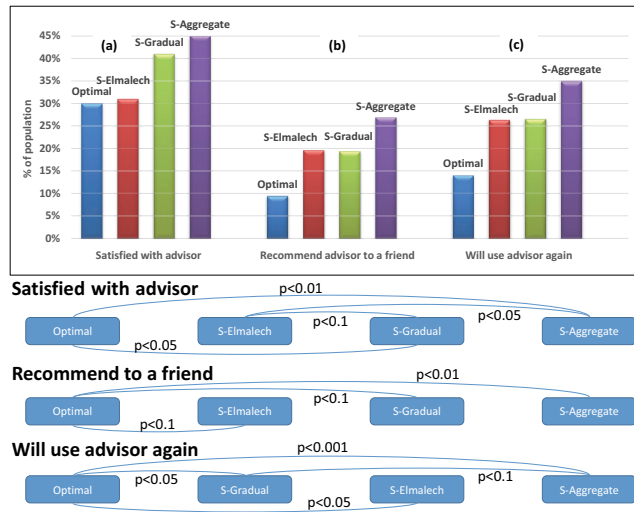 S-Aggregate
45%
(a)
S-Gradual
(b)
(c)
40%
S-Aggregate
35%
S-Elmalech
Optimal
S-Aggregate
S-Gradual
S-Elmalech
30%
25%
S-Elmalech
S-Gradual
20%
Optimal
15%
Optimal
10%
5%
0%
% of population
Satisfied with advisor
Recommend advisor to a friend
Will use advisor again
Satisfied with advisor
p<0.01
Optimal
S-Elmalech
p<0.1
S-Gradual
p<0.05
S-Aggregate
p<0.05
Recommend to a friend
p<0.01
Optimal
S-Elmalech
p<0.1
S-Gradual
S-Aggregate
p<0.1
Will use advisor again
p<0.001
Optimal
p<0.05
S-Gradual
S-Elmalech
p<0.1
S-Aggregate
p<0.05